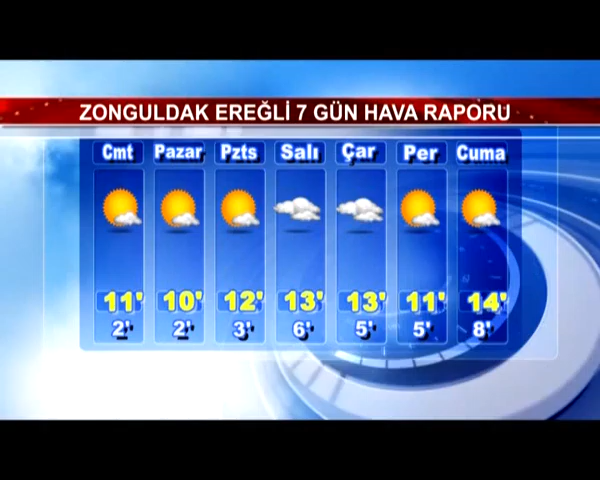 ZONGULDAK EREĞLİ 7 GÜN HAVA RAPORU
Cmt Pazar Pzts Salı Çar Per Cuma
11' 10' 12' 13' 13' 11' 14'
2' 2' 3' 6' 5' 5' 8'